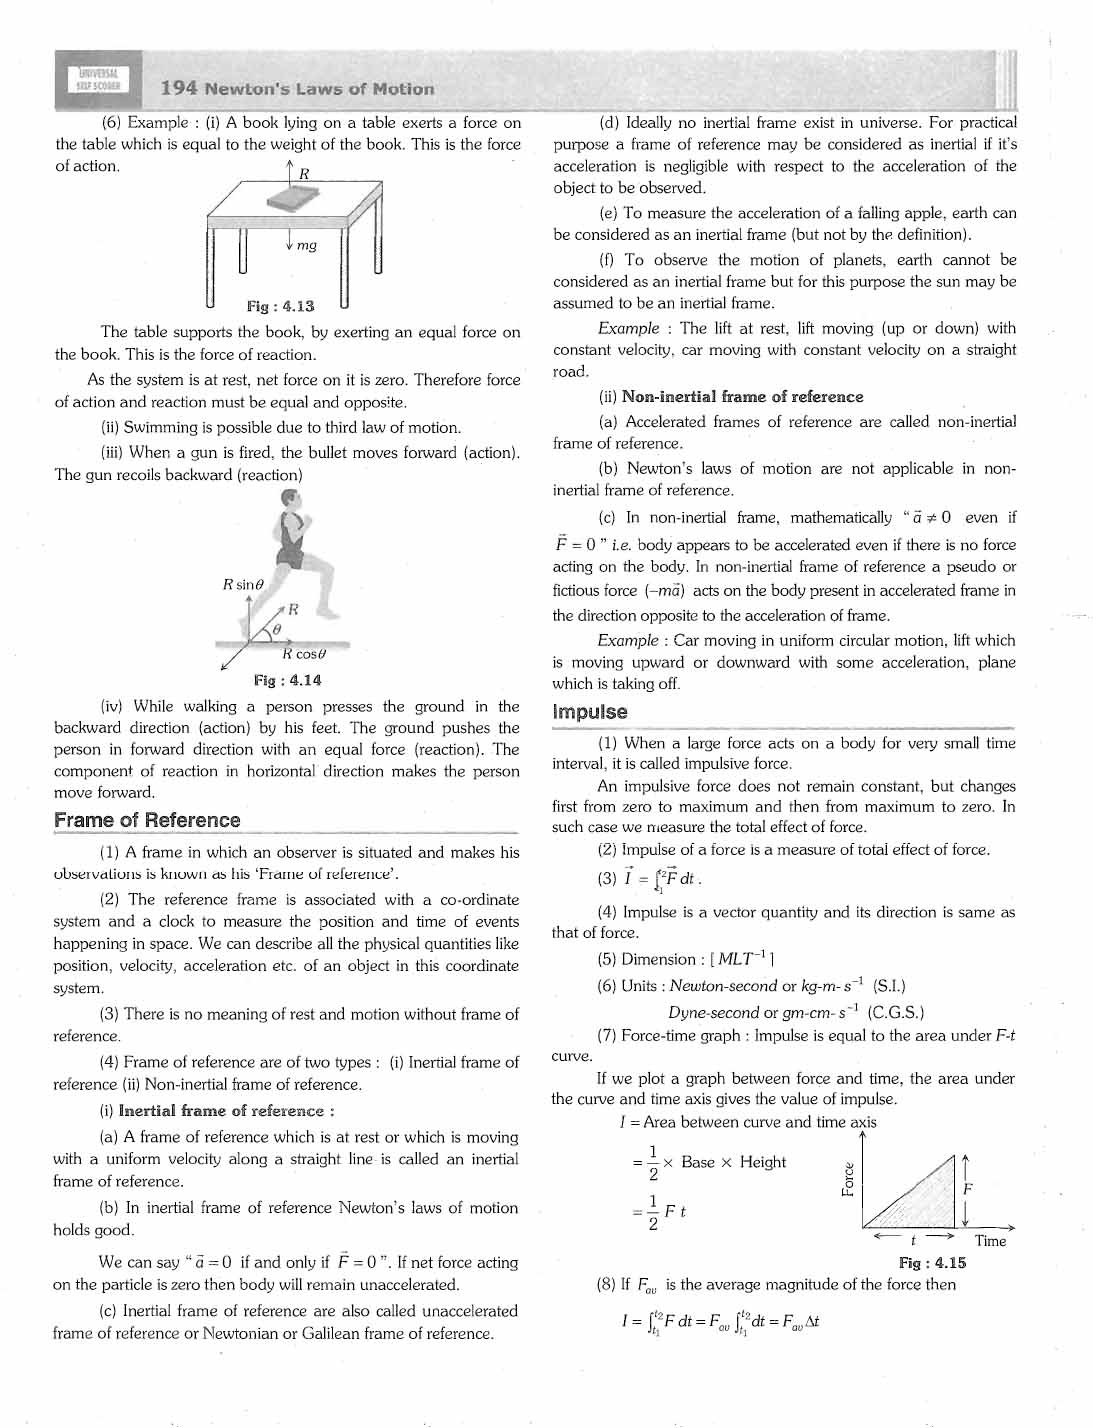 UNIVERSAL
SELF SCORER
194 Newton's Laws of Motion
(6) Example : (i) A book lying on a table exerts a force on
the table which is equal to the weight of the book. This is the force
of action.
R
mg
Fig : 4.13
The table supports the book, by exerting an equal force on
the book. This is the force of reaction.
As the system is at rest, net force on it is zero. Therefore force
of action and reaction must be equal and opposite.
(ii) Swimming is possible due to third law of motion.
(iii) When a gun is fired, the bullet moves forward (action).
The gun recoils backward (reaction)
R sinθ
R
θ
R cosθ
Fig : 4.14
(iv) While walking a person presses the ground in the
backward direction (action) by his feet. The ground pushes the
person in forward direction with an equal force (reaction). The
component of reaction in horizontal direction makes the person
move forward.
Frame of Reference
(1) A frame in which an observer is situated and makes his
observations is known as his 'Frame of reference'.
(2) The reference frame is associated with a co-ordinate
system and a clock to measure the position and time of events
happening in space. We can describe all the physical quantities like
position, velocity, acceleration etc. of an object in this coordinate
system.
(3) There is no meaning of rest and motion without frame of
reference.
(4) Frame of reference are of two types : (i) Inertial frame of
reference (ii) Non-inertial frame of reference.
(i) Inertial frame of reference :
(a) A frame of reference which is at rest or which is moving
with a uniform velocity along a straight line is called an inertial
frame of reference.
(b) In inertial frame of reference Newton's laws of motion
holds good.
We can say “ a⃗ = 0 if and only if F⃗ = 0 ”. If net force acting
on the particle is zero then body will remain unaccelerated.
(c) Inertial frame of reference are also called unaccelerated
frame of reference or Newtonian or Galilean frame of reference.
(d) Ideally no inertial frame exist in universe. For practical
purpose a frame of reference may be considered as inertial if it's
acceleration is negligible with respect to the acceleration of the
object to be observed.
(e) To measure the acceleration of a falling apple, earth can
be considered as an inertial frame (but not by the definition).
(f) To observe the motion of planets, earth cannot be
considered as an inertial frame but for this purpose the sun may be
assumed to be an inertial frame.
Example : The lift at rest, lift moving (up or down) with
constant velocity, car moving with constant velocity on a straight
road.
(ii) Non-inertial frame of reference
(a) Accelerated frames of reference are called non-inertial
frame of reference.
(b) Newton's laws of motion are not applicable in non-
inertial frame of reference.
(c) In non-inertial frame, mathematically “ a⃗ ≠ 0 even if
F⃗ = 0 ” i.e. body appears to be accelerated even if there is no force
acting on the body. In non-inertial frame of reference a pseudo or
fictious force (−ma⃗) acts on the body present in accelerated frame in
the direction opposite to the acceleration of frame.
Example : Car moving in uniform circular motion, lift which
is moving upward or downward with some acceleration, plane
which is taking off.
Impulse
(1) When a large force acts on a body for very small time
interval, it is called impulsive force.
An impulsive force does not remain constant, but changes
first from zero to maximum and then from maximum to zero. In
such case we measure the total effect of force.
(2) Impulse of a force is a measure of total effect of force.
(3) I⃗ = ∫_{t₁}^{t₂} F⃗ dt .
(4) Impulse is a vector quantity and its direction is same as
that of force.
(5) Dimension : [ MLT⁻¹ ]
(6) Units : Newton-second or kg-m- s⁻¹ (S.I.)
Dyne-second or gm-cm- s⁻¹ (C.G.S.)
(7) Force-time graph : Impulse is equal to the area under F-t
curve.
If we plot a graph between force and time, the area under
the curve and time axis gives the value of impulse.
I = Area between curve and time axis
= 1/2 × Base × Height
= 1/2 F t
Force
F
t
Time
Fig : 4.15
(8) If F_av is the average magnitude of the force then
I = ∫_{t₁}^{t₂} F dt = F_av ∫_{t₁}^{t₂} dt = F_av Δt